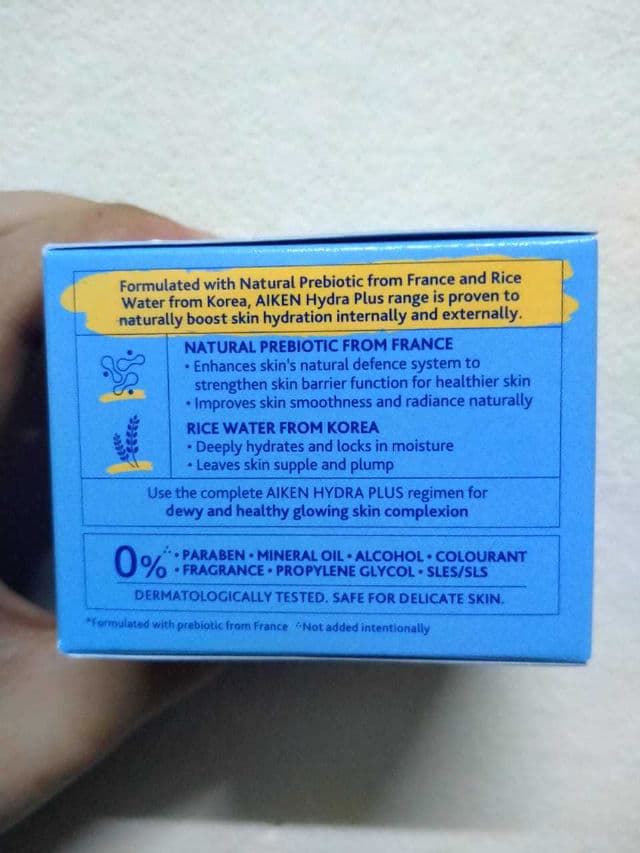 Formulated with Natural Prebiotic from France and Rice
Water from Korea, AIKEN Hydra Plus range is proven to
naturally boost skin hydration internally and externally.
NATURAL PREBIOTIC FROM FRANCE
• Enhances skin's natural defence system to
strengthen skin barrier function for healthier skin
• Improves skin smoothness and radiance naturally
RICE WATER FROM KOREA
• Deeply hydrates and locks in moisture
• Leaves skin supple and plump
Use the complete AIKEN HYDRA PLUS regimen for
dewy and healthy glowing skin complexion
0%∴ • PARABEN • MINERAL OIL • ALCOHOL • COLOURANT
• FRAGRANCE • PROPYLENE GLYCOL • SLES/SLS
DERMATOLOGICALLY TESTED. SAFE FOR DELICATE SKIN.
*Formulated with prebiotic from France ∴Not added intentionally